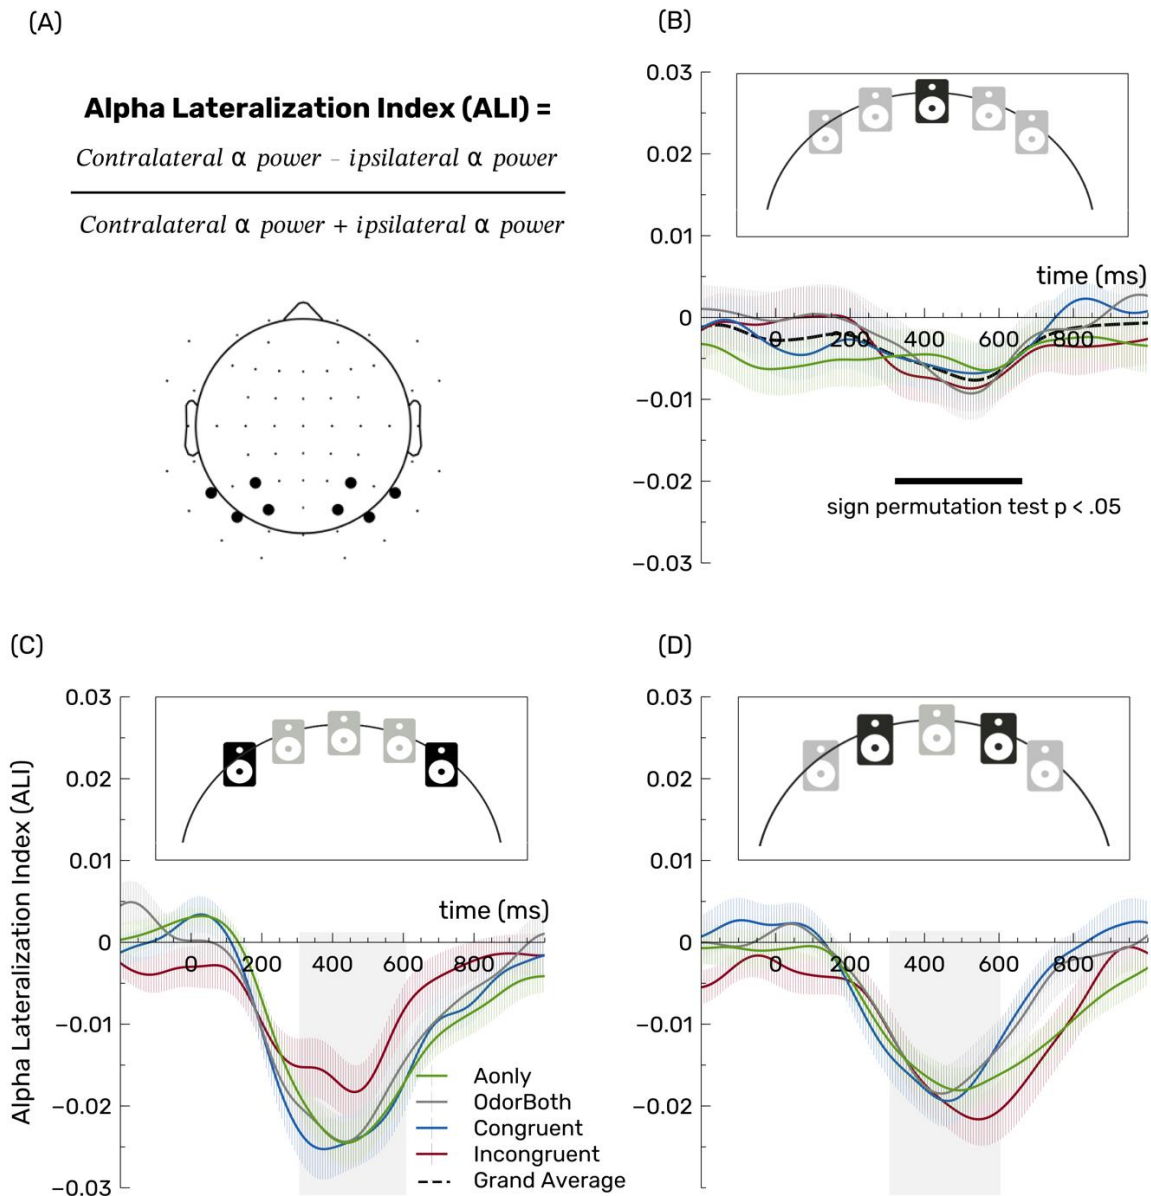 (A)
Alpha Lateralization Index (ALI) =
Contralateral α power – ipsilateral α power
Contralateral α power + ipsilateral α power
(B)
0.03
0.02
0.01
time (ms)
0
0 200 400 600 800
−0.01
−0.02
sign permutation test p < .05
−0.03
(C)
Alpha Lateralization Index (ALI)
0.03
0.02
0.01
time (ms)
0
0 200 400 600 800
−0.01
−0.02
−0.03
Aonly
OdorBoth
Congruent
Incongruent
Grand Average
(D)
0.03
0.02
0.01
0
0 200 400 600 800
−0.01
−0.02